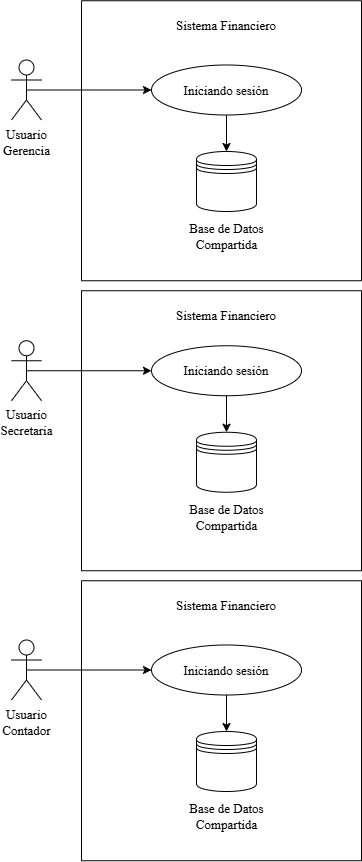 Sistema Financiero
Iniciando sesión
Usuario
Gerencia
Base de Datos
Compartida
Sistema Financiero
Iniciando sesión
Usuario
Secretaria
Base de Datos
Compartida
Sistema Financiero
Iniciando sesión
Usuario
Contador
Base de Datos
Compartida